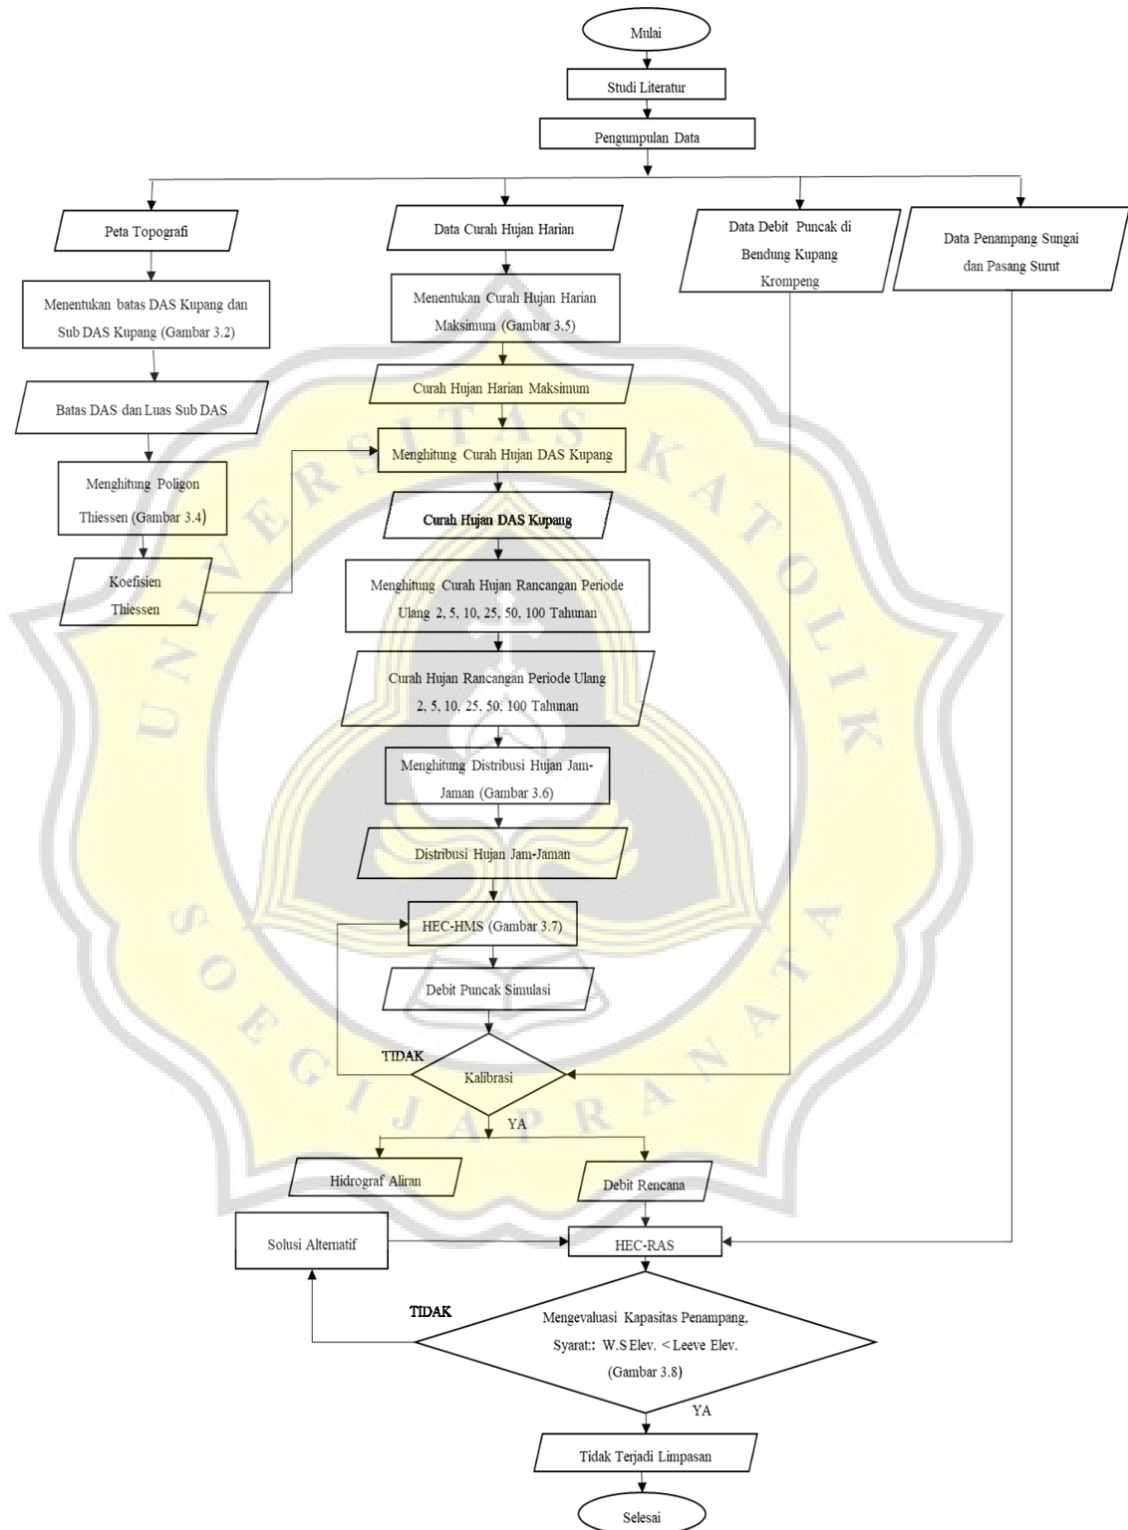 Mulai
Studi Literatur
Pengumpulan Data
Peta Topografi
Data Curah Hujan Harian
Data Debit Puncak di
Bendung Kupang
Krompeng
Data Penampang Sungai
dan Pasang Surut
Menentukan batas DAS Kupang dan
Sub DAS Kupang (Gambar 3.2)
Menentukan Curah Hujan Harian
Maksimum (Gambar 3.5)
Batas DAS dan Luas Sub DAS
Curah Hujan Harian Maksimum
Menghitung Poligon
Thiessen (Gambar 3.4)
Menghitung Curah Hujan DAS Kupang
Koefisien
Thiessen
Curah Hujan DAS Kupang
Menghitung Curah Hujan Rancangan Periode
Ulang 2, 5, 10, 25, 50, 100 Tahunan
Curah Hujan Rancangan Periode Ulang
2, 5, 10, 25, 50, 100 Tahunan
Menghitung Distribusi Hujan Jam-
Jaman (Gambar 3.6)
Distribusi Hujan Jam-Jaman
HEC-HMS (Gambar 3.7)
Debit Puncak Simulasi
TIDAK
Kalibrasi
YA
Hidrograf Aliran
Debit Rencana
Solusi Alternatif
HEC-RAS
TIDAK
Mengevaluasi Kapasitas Penampang,
Syarat:: W.S Elev. < Leeve Elev.
(Gambar 3.8)
YA
Tidak Terjadi Limpasan
Selesai
UNIVERSITAS KATOLIK
SOEGIJAPRANATA